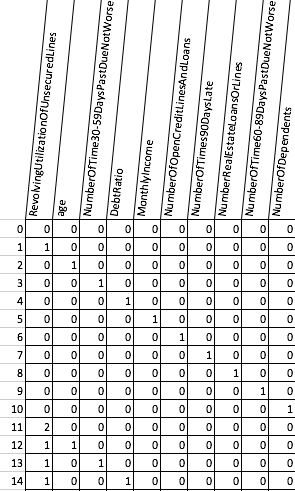 RevolvingUtilizationOfUnsecuredLines
age
NumberOfTime30-59DaysPastDueNotWorse
DebtRatio
MonthlyIncome
NumberOfOpenCreditLinesAndLoans
NumberOfTimes90DaysLate
NumberRealEstateLoansOrLines
NumberOfTime60-89DaysPastDueNotWorse
NumberOfDependents
0 0 0 0 0 0 0 0 0 0 0
1 1 0 0 0 0 0 0 0 0 0
2 0 1 0 0 0 0 0 0 0 0
3 0 0 1 0 0 0 0 0 0 0
4 0 0 0 1 0 0 0 0 0 0
5 0 0 0 0 1 0 0 0 0 0
6 0 0 0 0 0 1 0 0 0 0
7 0 0 0 0 0 0 1 0 0 0
8 0 0 0 0 0 0 0 1 0 0
9 0 0 0 0 0 0 0 0 1 0
10 0 0 0 0 0 0 0 0 0 1
11 2 0 0 0 0 0 0 0 0 0
12 1 1 0 0 0 0 0 0 0 0
13 1 0 1 0 0 0 0 0 0 0
14 1 0 0 1 0 0 0 0 0 0